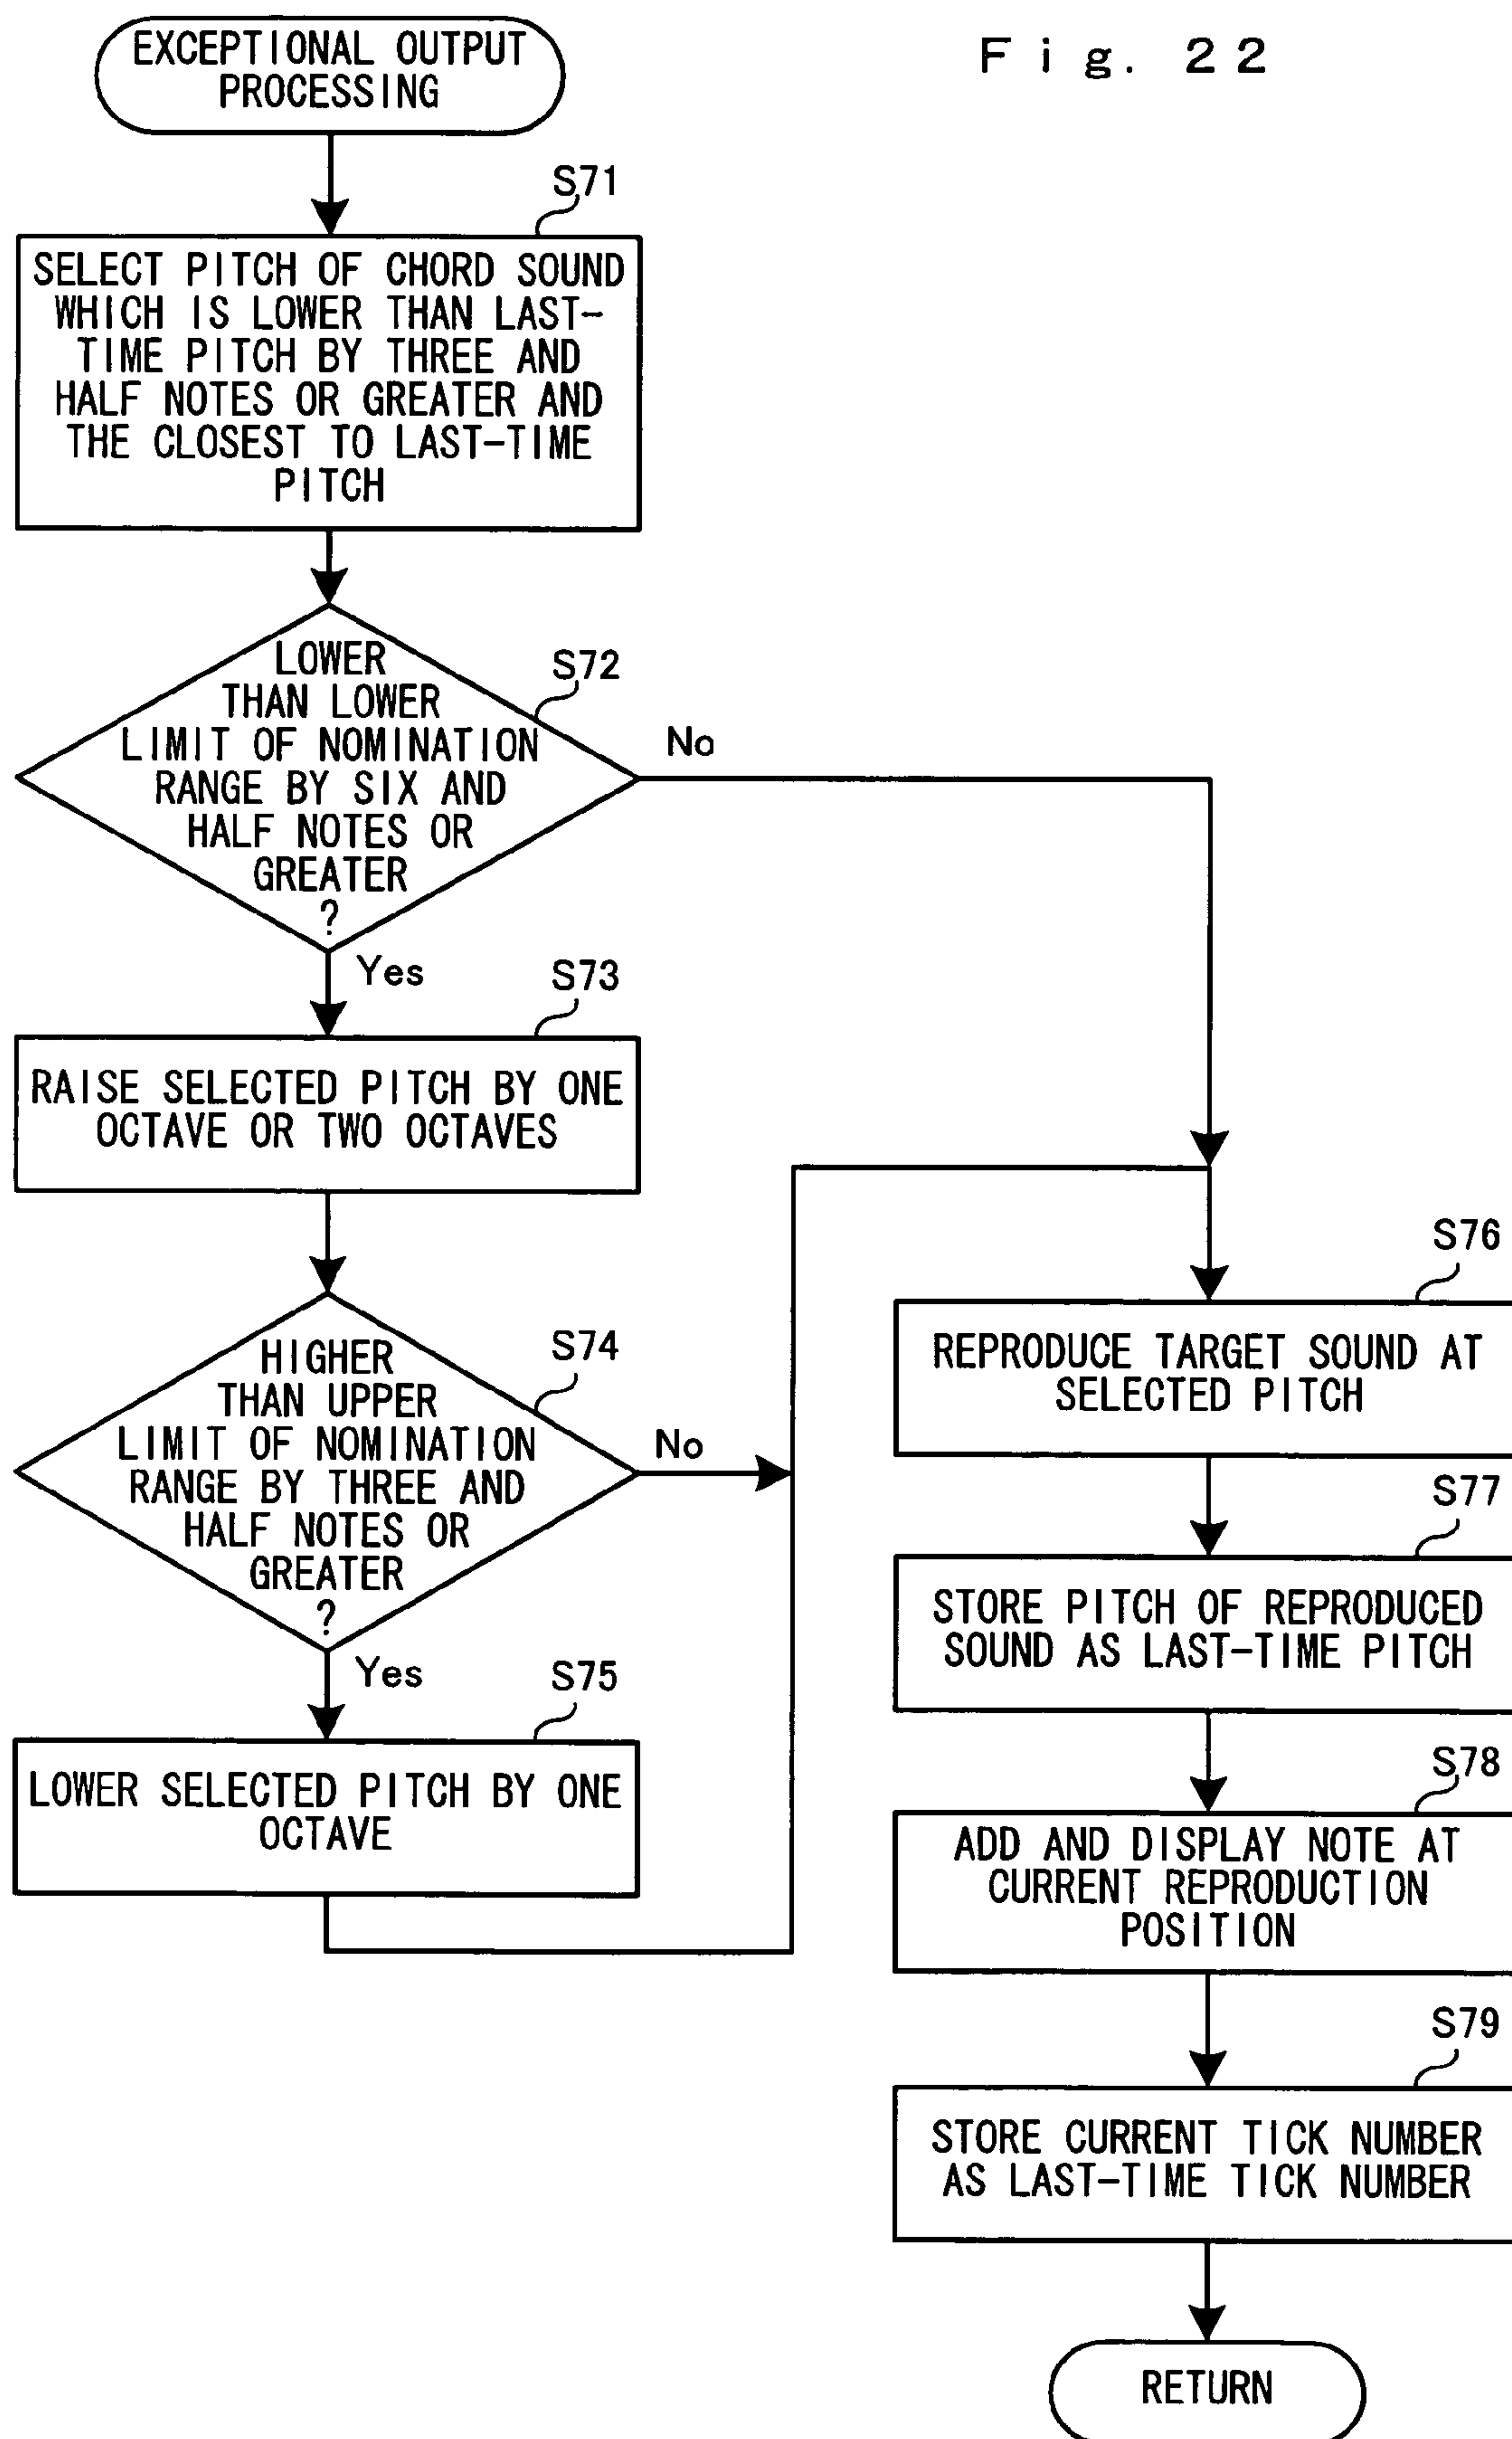 Fig. 22
EXCEPTIONAL OUTPUT
PROCESSING
S71
SELECT PITCH OF CHORD SOUND
WHICH IS LOWER THAN LAST-
TIME PITCH BY THREE AND
HALF NOTES OR GREATER AND
THE CLOSEST TO LAST-TIME
PITCH
S72
LOWER
THAN LOWER
LIMIT OF NOMINATION
RANGE BY SIX AND
HALF NOTES OR
GREATER
?
No
Yes
S73
RAISE SELECTED PITCH BY ONE
OCTAVE OR TWO OCTAVES
S74
HIGHER
THAN UPPER
LIMIT OF NOMINATION
RANGE BY THREE AND
HALF NOTES OR
GREATER
?
No
Yes
S75
LOWER SELECTED PITCH BY ONE
OCTAVE
S76
REPRODUCE TARGET SOUND AT
SELECTED PITCH
S77
STORE PITCH OF REPRODUCED
SOUND AS LAST-TIME PITCH
S78
ADD AND DISPLAY NOTE AT
CURRENT REPRODUCTION
POSITION
S79
STORE CURRENT TICK NUMBER
AS LAST-TIME TICK NUMBER
RETURN